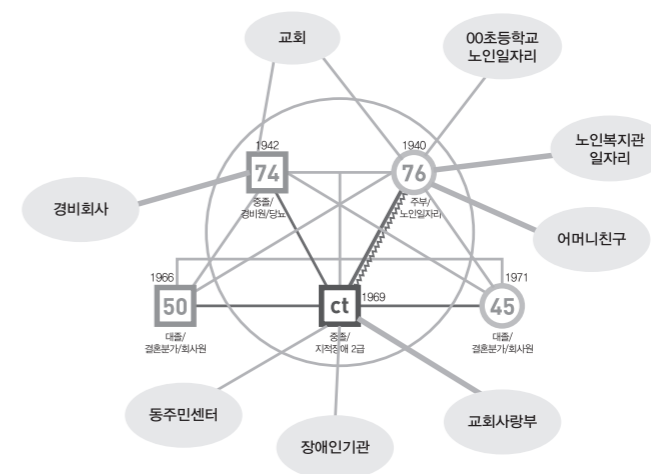 교회
00초등학교
노인일자리
노인복지관
일자리
어머니친구
경비회사
1942
74
중졸/
경비원/당뇨
1940
76
주부/
노인일자리
1966
50
대졸/
결혼분가/회사원
ct
1969
중졸/
지적장애 2급
1971
45
대졸/
결혼분가/회사원
동주민센터
장애인기관
교회사랑부